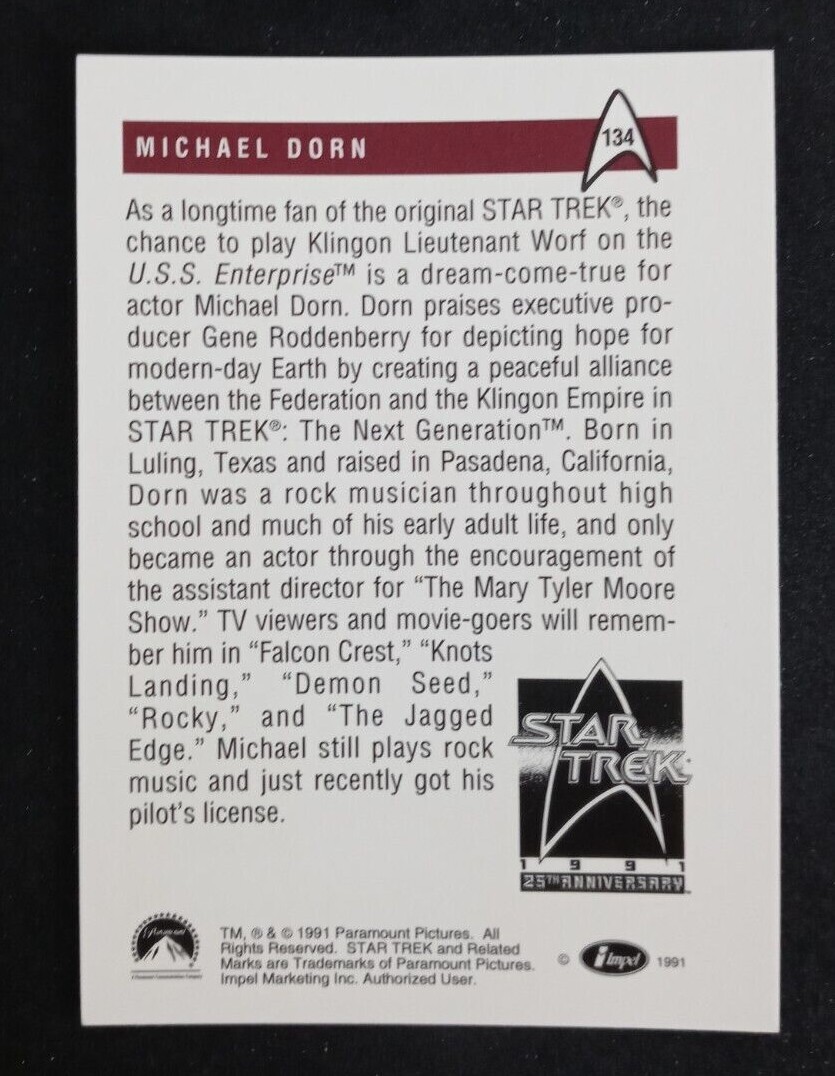 MICHAEL DORN
134
As a longtime fan of the original STAR TREK®, the
chance to play Klingon Lieutenant Worf on the
U.S.S. Enterprise™ is a dream-come-true for
actor Michael Dorn. Dorn praises executive pro-
ducer Gene Roddenberry for depicting hope for
modern-day Earth by creating a peaceful alliance
between the Federation and the Klingon Empire in
STAR TREK®: The Next Generation™. Born in
Luling, Texas and raised in Pasadena, California,
Dorn was a rock musician throughout high
school and much of his early adult life, and only
became an actor through the encouragement of
the assistant director for “The Mary Tyler Moore
Show.” TV viewers and movie-goers will remem-
ber him in “Falcon Crest,” “Knots
Landing,” “Demon Seed,”
“Rocky,” and “The Jagged
Edge.” Michael still plays rock
music and just recently got his
pilot’s license.
STAR
TREK
1991
25TH ANNIVERSARY
Paramount
TM, ® & © 1991 Paramount Pictures. All
Rights Reserved. STAR TREK and Related
Marks are Trademarks of Paramount Pictures.
Impel Marketing Inc. Authorized User.
© Impel 1991